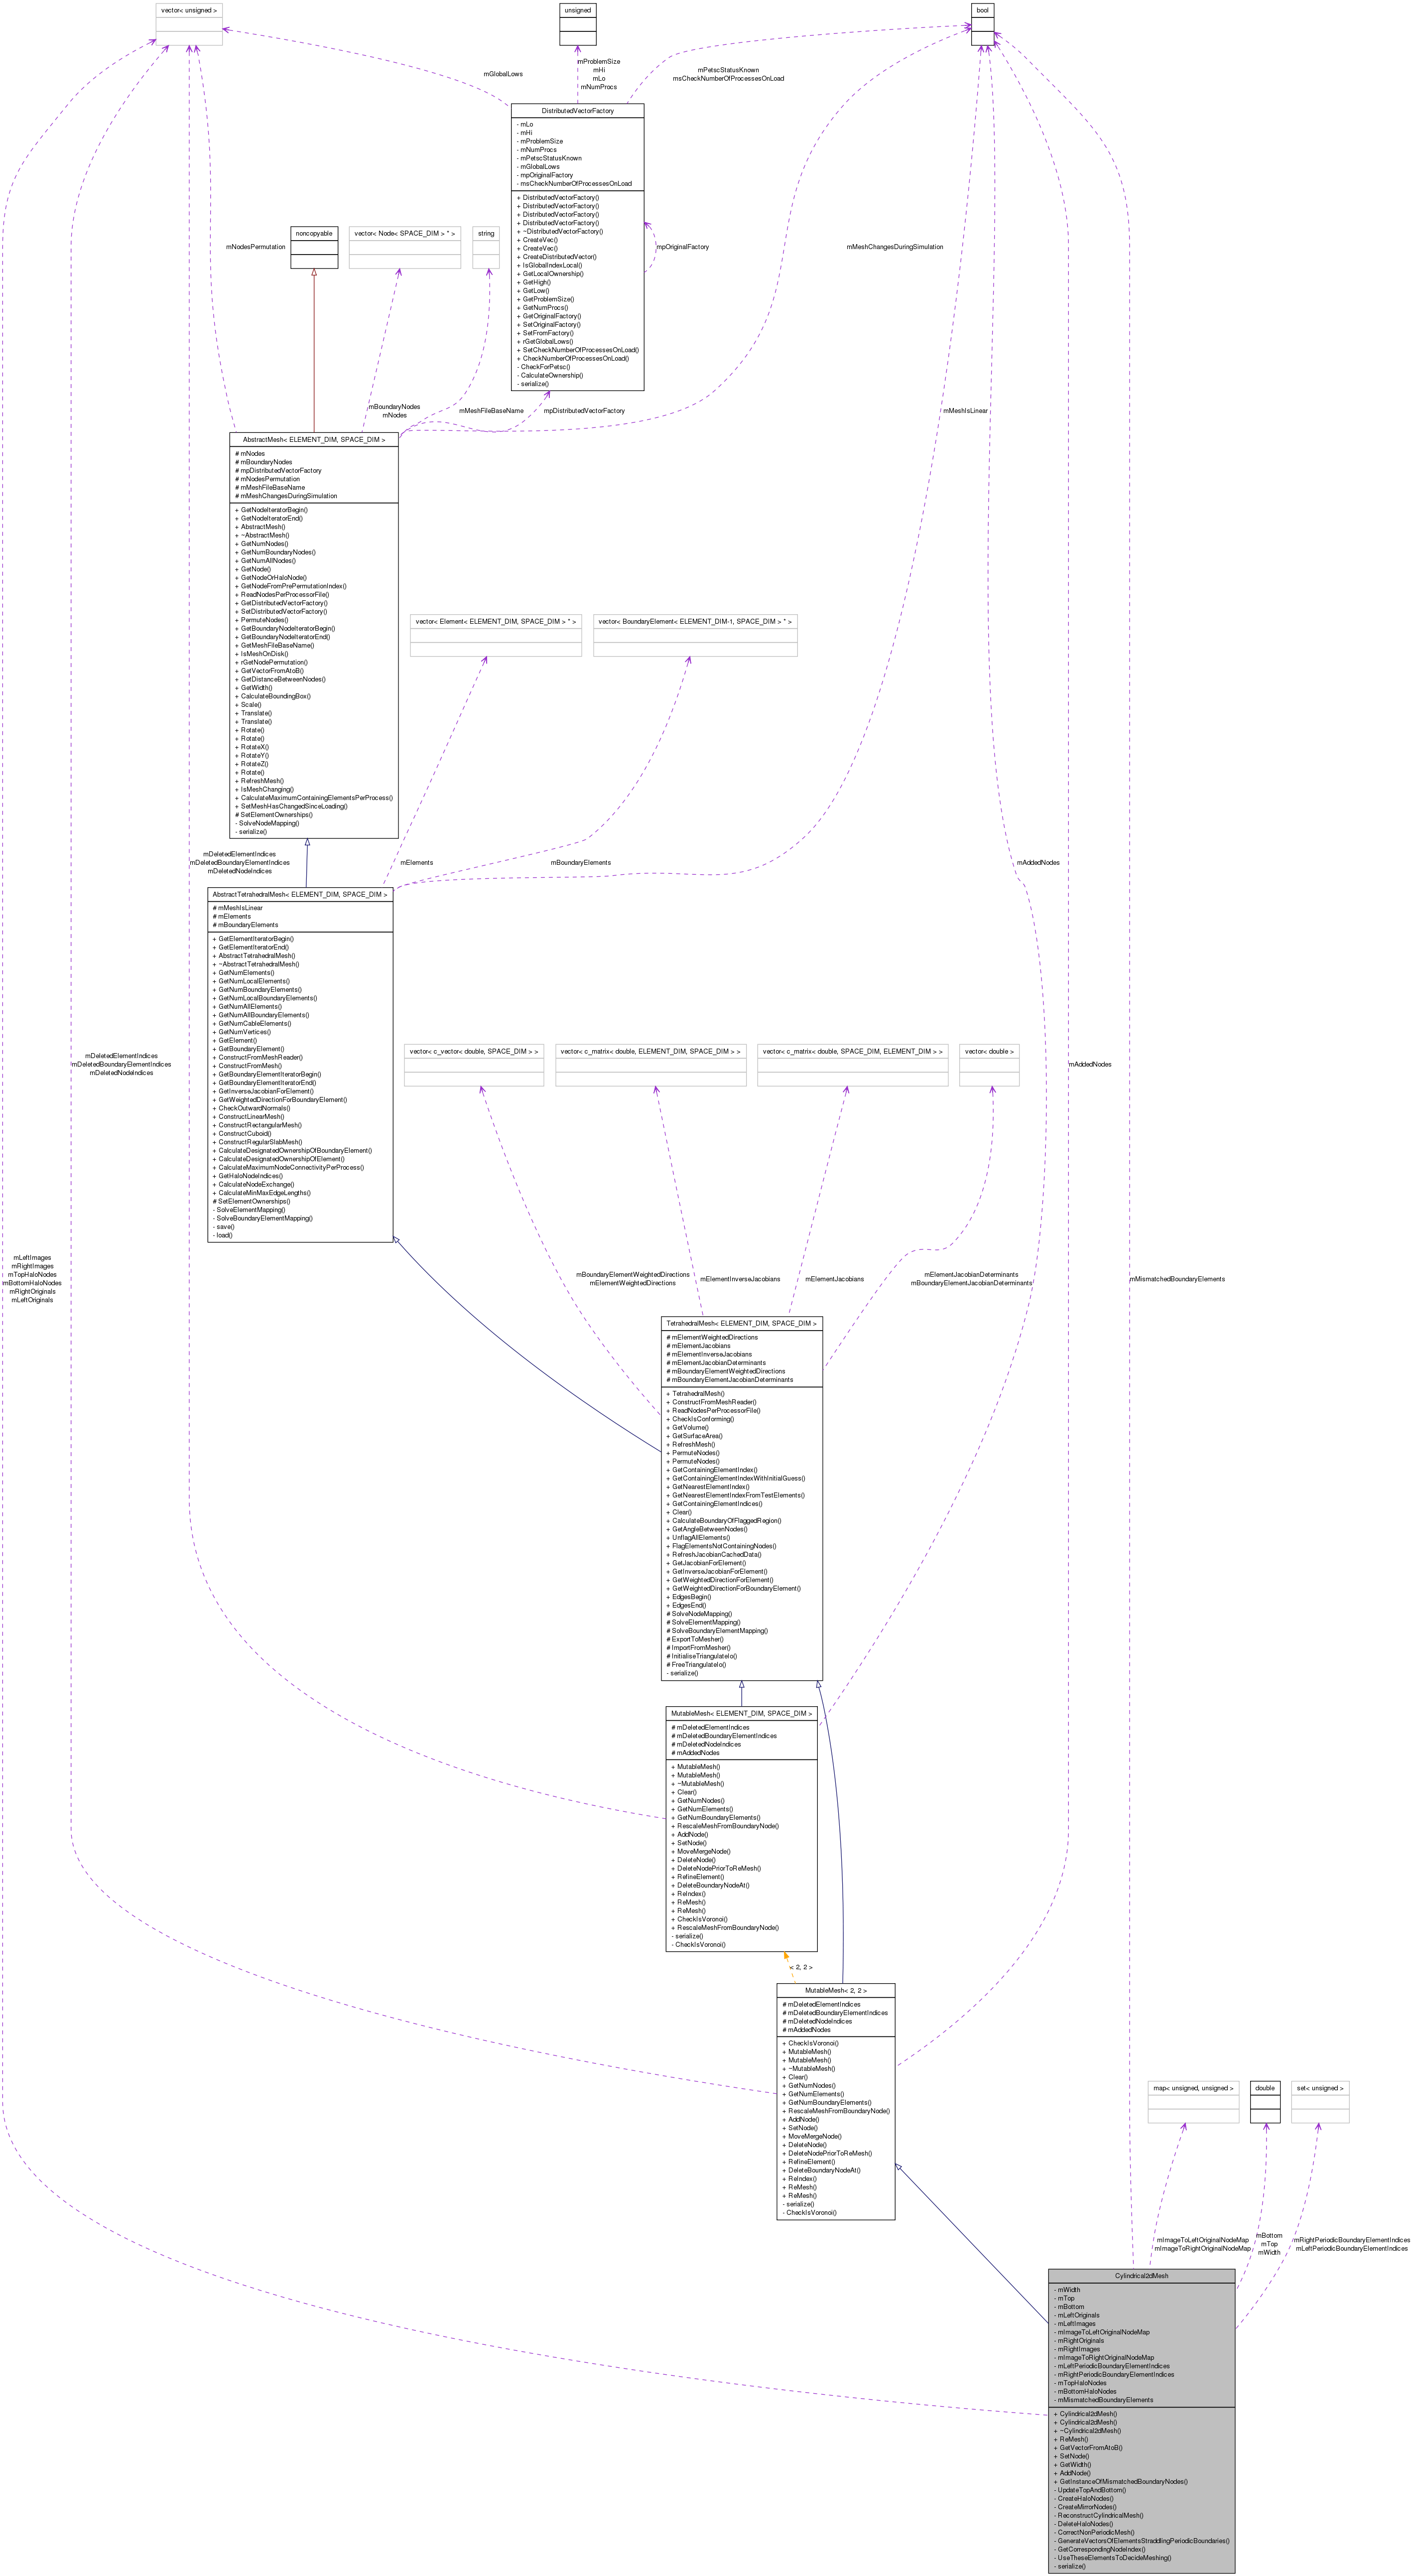 vector< unsigned >
unsigned
bool
mGlobalLows
mProblemSize
mHi
mLo
mNumProcs
mPetscStatusKnown
msCheckNumberOfProcessesOnLoad
DistributedVectorFactory
- mLo
- mHi
- mProblemSize
- mNumProcs
- mPetscStatusKnown
- mGlobalLows
- mpOriginalFactory
- msCheckNumberOfProcessesOnLoad
+ DistributedVectorFactory()
+ DistributedVectorFactory()
+ DistributedVectorFactory()
+ DistributedVectorFactory()
+ ~DistributedVectorFactory()
+ CreateVec()
+ CreateVec()
+ CreateDistributedVector()
+ IsGlobalIndexLocal()
+ GetLocalOwnership()
+ GetHigh()
+ GetLow()
+ GetProblemSize()
+ GetNumProcs()
+ GetOriginalFactory()
+ SetOriginalFactory()
+ SetFromFactory()
+ rGetGlobalLows()
+ SetCheckNumberOfProcessesOnLoad()
+ CheckNumberOfProcessesOnLoad()
- CheckForPetsc()
- CalculateOwnership()
- serialize()
mNodesPermutation
noncopyable
vector< Node< SPACE_DIM > * >
string
mpOriginalFactory
mMeshChangesDuringSimulation
mBoundaryNodes
mNodes
mMeshFileBaseName
mpDistributedVectorFactory
mMeshIsLinear
AbstractMesh< ELEMENT_DIM, SPACE_DIM >
# mNodes
# mBoundaryNodes
# mpDistributedVectorFactory
# mNodesPermutation
# mMeshFileBaseName
# mMeshChangesDuringSimulation
+ GetNodeIteratorBegin()
+ GetNodeIteratorEnd()
+ AbstractMesh()
+ ~AbstractMesh()
+ GetNumNodes()
+ GetNumBoundaryNodes()
+ GetNumAllNodes()
+ GetNode()
+ GetNodeOrHaloNode()
+ GetNodeFromPrePermutationIndex()
+ ReadNodesPerProcessorFile()
+ GetDistributedVectorFactory()
+ SetDistributedVectorFactory()
+ PermuteNodes()
+ GetBoundaryNodeIteratorBegin()
+ GetBoundaryNodeIteratorEnd()
+ GetMeshFileBaseName()
+ IsMeshOnDisk()
+ rGetNodePermutation()
+ GetVectorFromAtoB()
+ GetDistanceBetweenNodes()
+ GetWidth()
+ CalculateBoundingBox()
+ Scale()
+ Translate()
+ Translate()
+ Rotate()
+ Rotate()
+ RotateX()
+ RotateY()
+ RotateZ()
+ Rotate()
+ RefreshMesh()
+ IsMeshChanging()
+ CalculateMaximumContainingElementsPerProcess()
+ SetMeshHasChangedSinceLoading()
# SetElementOwnerships()
- SolveNodeMapping()
- serialize()
vector< Element< ELEMENT_DIM, SPACE_DIM > * >
vector< BoundaryElement< ELEMENT_DIM-1, SPACE_DIM > * >
mDeletedElementIndices
mDeletedBoundaryElementIndices
mDeletedNodeIndices
mElements
mBoundaryElements
mAddedNodes
AbstractTetrahedralMesh< ELEMENT_DIM, SPACE_DIM >
# mMeshIsLinear
# mElements
# mBoundaryElements
+ GetElementIteratorBegin()
+ GetElementIteratorEnd()
+ AbstractTetrahedralMesh()
+ ~AbstractTetrahedralMesh()
+ GetNumElements()
+ GetNumLocalElements()
+ GetNumBoundaryElements()
+ GetNumLocalBoundaryElements()
+ GetNumAllElements()
+ GetNumAllBoundaryElements()
+ GetNumCableElements()
+ GetNumVertices()
+ GetElement()
+ GetBoundaryElement()
+ ConstructFromMeshReader()
+ ConstructFromMesh()
+ GetBoundaryElementIteratorBegin()
+ GetBoundaryElementIteratorEnd()
+ GetInverseJacobianForElement()
+ GetWeightedDirectionForBoundaryElement()
+ CheckOutwardNormals()
+ ConstructLinearMesh()
+ ConstructRectangularMesh()
+ ConstructCuboid()
+ ConstructRegularSlabMesh()
+ CalculateDesignatedOwnershipOfBoundaryElement()
+ CalculateDesignatedOwnershipOfElement()
+ CalculateMaximumNodeConnectivityPerProcess()
+ GetHaloNodeIndices()
+ CalculateNodeExchange()
+ CalculateMinMaxEdgeLengths()
# SetElementOwnerships()
- SolveElementMapping()
- SolveBoundaryElementMapping()
- save()
- load()
vector< c_vector< double, SPACE_DIM > >
vector< c_matrix< double, ELEMENT_DIM, SPACE_DIM > >
vector< c_matrix< double, SPACE_DIM, ELEMENT_DIM > >
vector< double >
mDeletedElementIndices
mDeletedBoundaryElementIndices
mDeletedNodeIndices
mAddedNodes
mLeftImages
mRightImages
mTopHaloNodes
mBottomHaloNodes
mRightOriginals
mLeftOriginals
mBoundaryElementWeightedDirections
mElementWeightedDirections
mElementInverseJacobians
mElementJacobians
mElementJacobianDeterminants
mBoundaryElementJacobianDeterminants
mMismatchedBoundaryElements
TetrahedralMesh< ELEMENT_DIM, SPACE_DIM >
# mElementWeightedDirections
# mElementJacobians
# mElementInverseJacobians
# mElementJacobianDeterminants
# mBoundaryElementWeightedDirections
# mBoundaryElementJacobianDeterminants
+ TetrahedralMesh()
+ ConstructFromMeshReader()
+ ReadNodesPerProcessorFile()
+ CheckIsConforming()
+ GetVolume()
+ GetSurfaceArea()
+ RefreshMesh()
+ PermuteNodes()
+ PermuteNodes()
+ GetContainingElementIndex()
+ GetContainingElementIndexWithInitialGuess()
+ GetNearestElementIndex()
+ GetNearestElementIndexFromTestElements()
+ GetContainingElementIndices()
+ Clear()
+ CalculateBoundaryOfFlaggedRegion()
+ GetAngleBetweenNodes()
+ UnflagAllElements()
+ FlagElementsNotContainingNodes()
+ RefreshJacobianCachedData()
+ GetJacobianForElement()
+ GetInverseJacobianForElement()
+ GetWeightedDirectionForElement()
+ GetWeightedDirectionForBoundaryElement()
+ EdgesBegin()
+ EdgesEnd()
# SolveNodeMapping()
# SolveElementMapping()
# SolveBoundaryElementMapping()
# ExportToMesher()
# ImportFromMesher()
# InitialiseTriangulateIo()
# FreeTriangulateIo()
- serialize()
MutableMesh< ELEMENT_DIM, SPACE_DIM >
# mDeletedElementIndices
# mDeletedBoundaryElementIndices
# mDeletedNodeIndices
# mAddedNodes
+ MutableMesh()
+ MutableMesh()
+ ~MutableMesh()
+ Clear()
+ GetNumNodes()
+ GetNumElements()
+ GetNumBoundaryElements()
+ RescaleMeshFromBoundaryNode()
+ AddNode()
+ SetNode()
+ MoveMergeNode()
+ DeleteNode()
+ DeleteNodePriorToReMesh()
+ RefineElement()
+ DeleteBoundaryNodeAt()
+ ReIndex()
+ ReMesh()
+ ReMesh()
+ CheckIsVoronoi()
+ RescaleMeshFromBoundaryNode()
- serialize()
- CheckIsVoronoi()
< 2, 2 >
MutableMesh< 2, 2 >
# mDeletedElementIndices
# mDeletedBoundaryElementIndices
# mDeletedNodeIndices
# mAddedNodes
+ CheckIsVoronoi()
+ MutableMesh()
+ MutableMesh()
+ ~MutableMesh()
+ Clear()
+ GetNumNodes()
+ GetNumElements()
+ GetNumBoundaryElements()
+ RescaleMeshFromBoundaryNode()
+ AddNode()
+ SetNode()
+ MoveMergeNode()
+ DeleteNode()
+ DeleteNodePriorToReMesh()
+ RefineElement()
+ DeleteBoundaryNodeAt()
+ ReIndex()
+ ReMesh()
+ ReMesh()
- serialize()
- CheckIsVoronoi()
map< unsigned, unsigned >
double
set< unsigned >
mImageToLeftOriginalNodeMap
mImageToRightOriginalNodeMap
mBottom
mTop
mWidth
mRightPeriodicBoundaryElementIndices
mLeftPeriodicBoundaryElementIndices
Cylindrical2dMesh
- mWidth
- mTop
- mBottom
- mLeftOriginals
- mLeftImages
- mImageToLeftOriginalNodeMap
- mRightOriginals
- mRightImages
- mImageToRightOriginalNodeMap
- mLeftPeriodicBoundaryElementIndices
- mRightPeriodicBoundaryElementIndices
- mTopHaloNodes
- mBottomHaloNodes
- mMismatchedBoundaryElements
+ Cylindrical2dMesh()
+ Cylindrical2dMesh()
+ ~Cylindrical2dMesh()
+ ReMesh()
+ GetVectorFromAtoB()
+ SetNode()
+ GetWidth()
+ AddNode()
+ GetInstanceOfMismatchedBoundaryNodes()
- UpdateTopAndBottom()
- CreateHaloNodes()
- CreateMirrorNodes()
- ReconstructCylindricalMesh()
- DeleteHaloNodes()
- CorrectNonPeriodicMesh()
- GenerateVectorsOfElementsStraddlingPeriodicBoundaries()
- GetCorrespondingNodeIndex()
- UseTheseElementsToDecideMeshing()
- serialize()